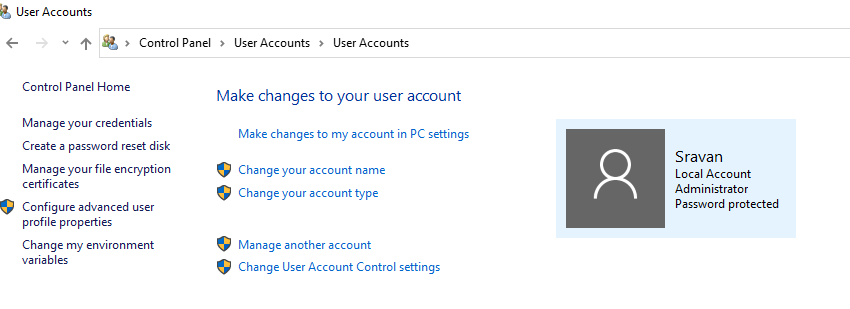 User Accounts
Control Panel > User Accounts > User Accounts
Control Panel Home
Manage your credentials
Create a password reset disk
Manage your file encryption
certificates
Configure advanced user
profile properties
Change my environment
variables
Make changes to your user account
Make changes to my account in PC settings
Change your account name
Change your account type
Manage another account
Change User Account Control settings
Sravan
Local Account
Administrator
Password protected